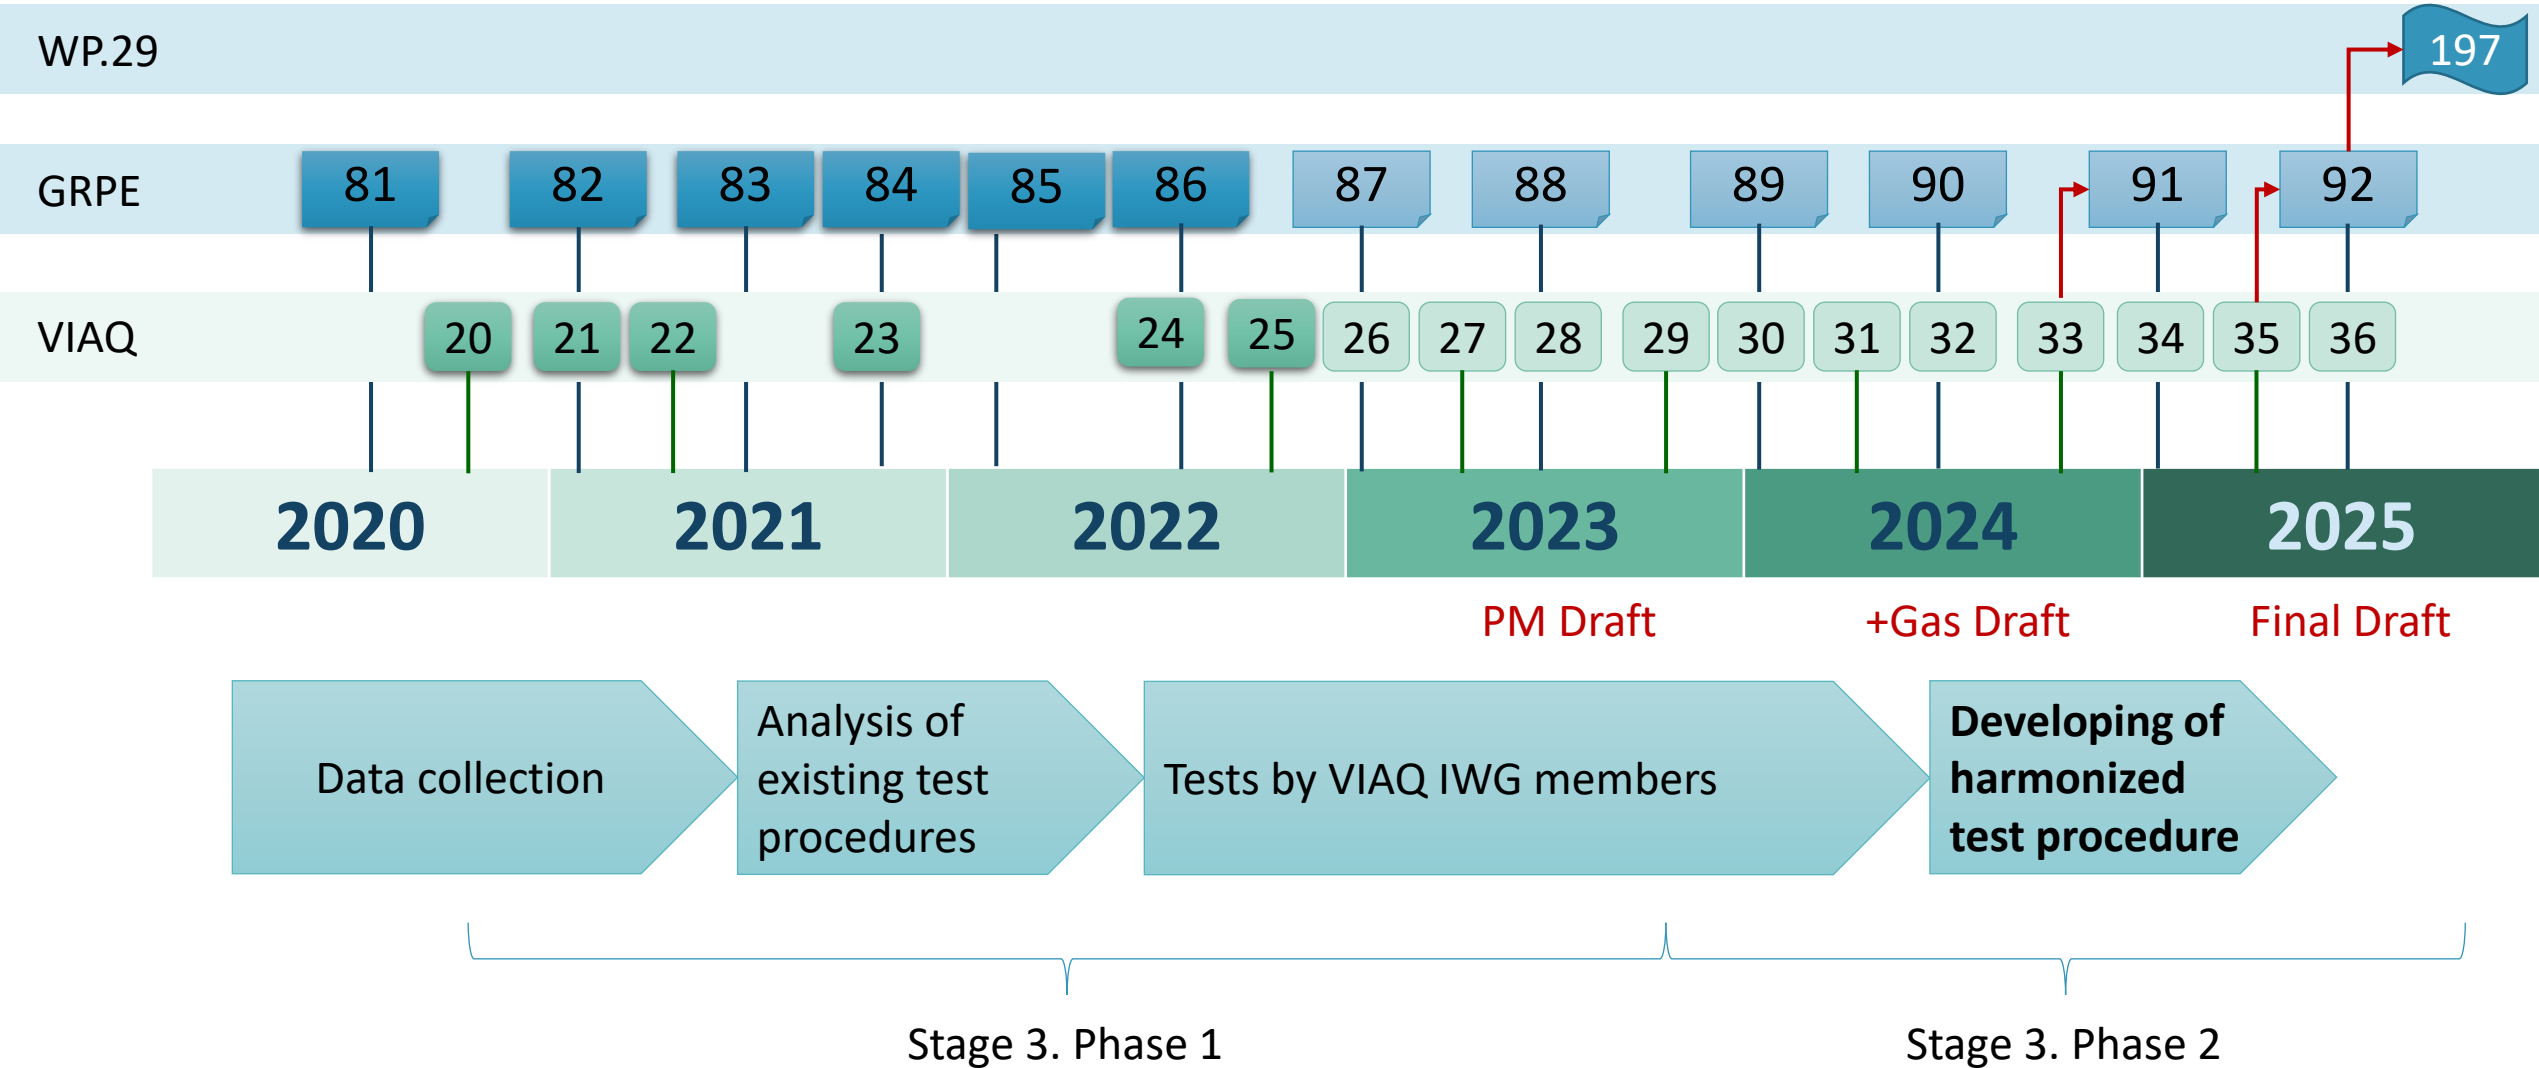 WP.29
197
GRPE
81 82 83 84 85 86 87 88 89 90 91 92
VIAQ
20 21 22 23 24 25 26 27 28 29 30 31 32 33 34 35 36
2020 2021 2022 2023 2024 2025
PM Draft +Gas Draft Final Draft
Data collection
Analysis of
existing test
procedures
Tests by VIAQ IWG members
Developing of
harmonized
test procedure
Stage 3. Phase 1
Stage 3. Phase 2